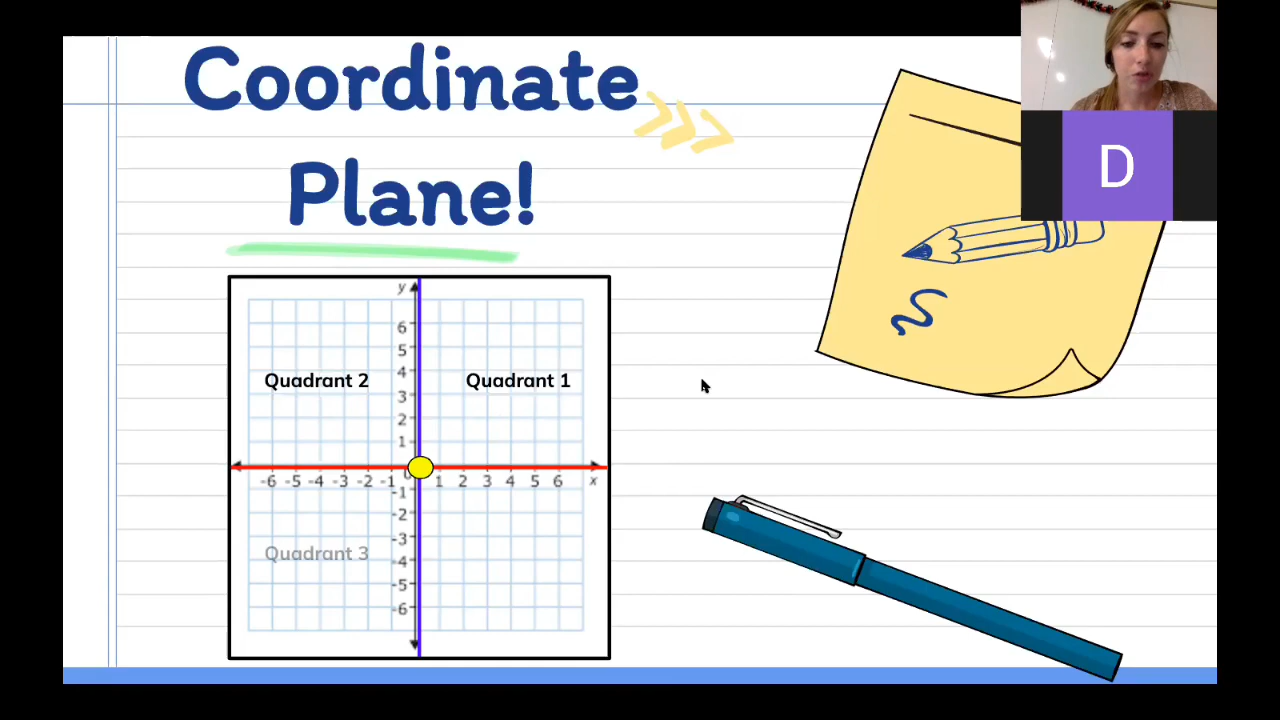 Coordinate
Plane!
D
y
6
5
Quadrant 2 4 Quadrant 1
3
2
1
0
-6 -5 -4 -3 -2 -1 1 2 3 4 5 6 x
-1
-2
-3
Quadrant 3
-4
-5
-6